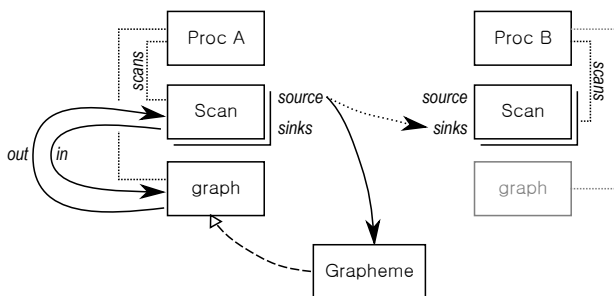 Proc A
Proc B
scans
scans
Scan
source
sinks
source
sinks
Scan
out
in
graph
graph
Grapheme